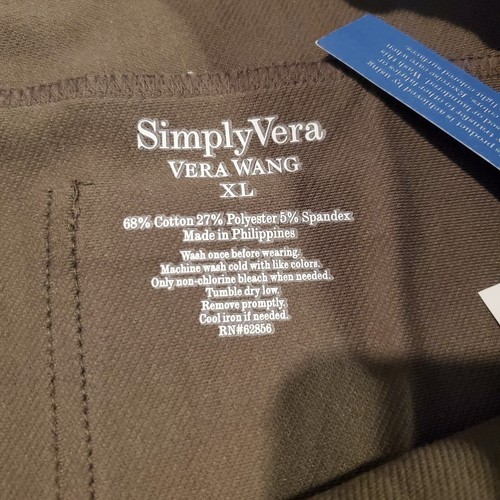 SimplyVera
VERA WANG
XL
68% Cotton 27% Polyester 5% Spandex
Made in Philippines
Wash once before wearing.
Machine wash cold with like colors.
Only non-chlorine bleach when needed.
Tumble dry low.
Remove promptly.
Cool iron if needed.
RN#62856